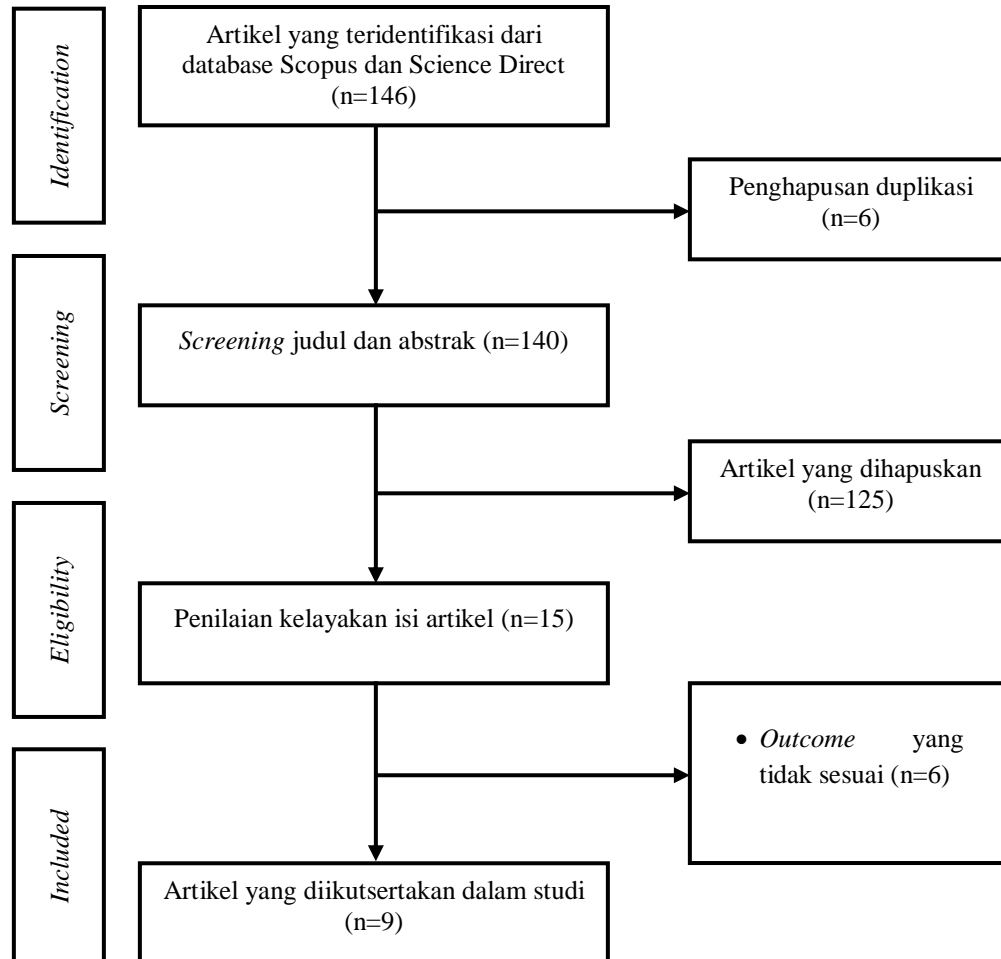 Identification
Artikel yang teridentifikasi dari
database Scopus dan Science Direct
(n=146)
Penghapusan duplikasi
(n=6)
Screening
Screening judul dan abstrak (n=140)
Artikel yang dihapuskan
(n=125)
Eligibility
Penilaian kelayakan isi artikel (n=15)
• Outcome yang
tidak sesuai (n=6)
Included
Artikel yang diikutsertakan dalam studi
(n=9)